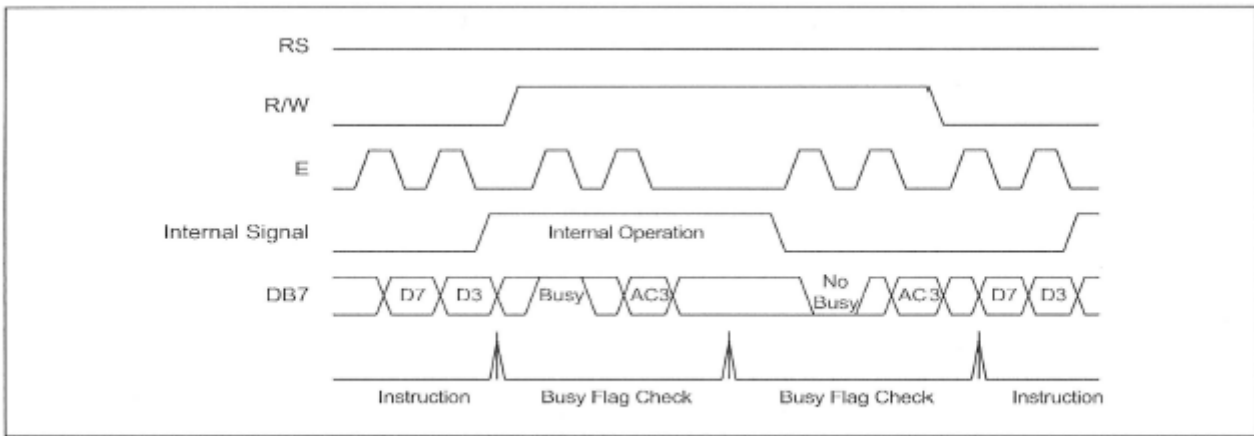 RS
R/W
E
Internal Signal
Internal Operation
DB7
D7
D3
Busy
AC3
No
Busy
AC3
D7
D3
Instruction
Busy Flag Check
Busy Flag Check
Instruction